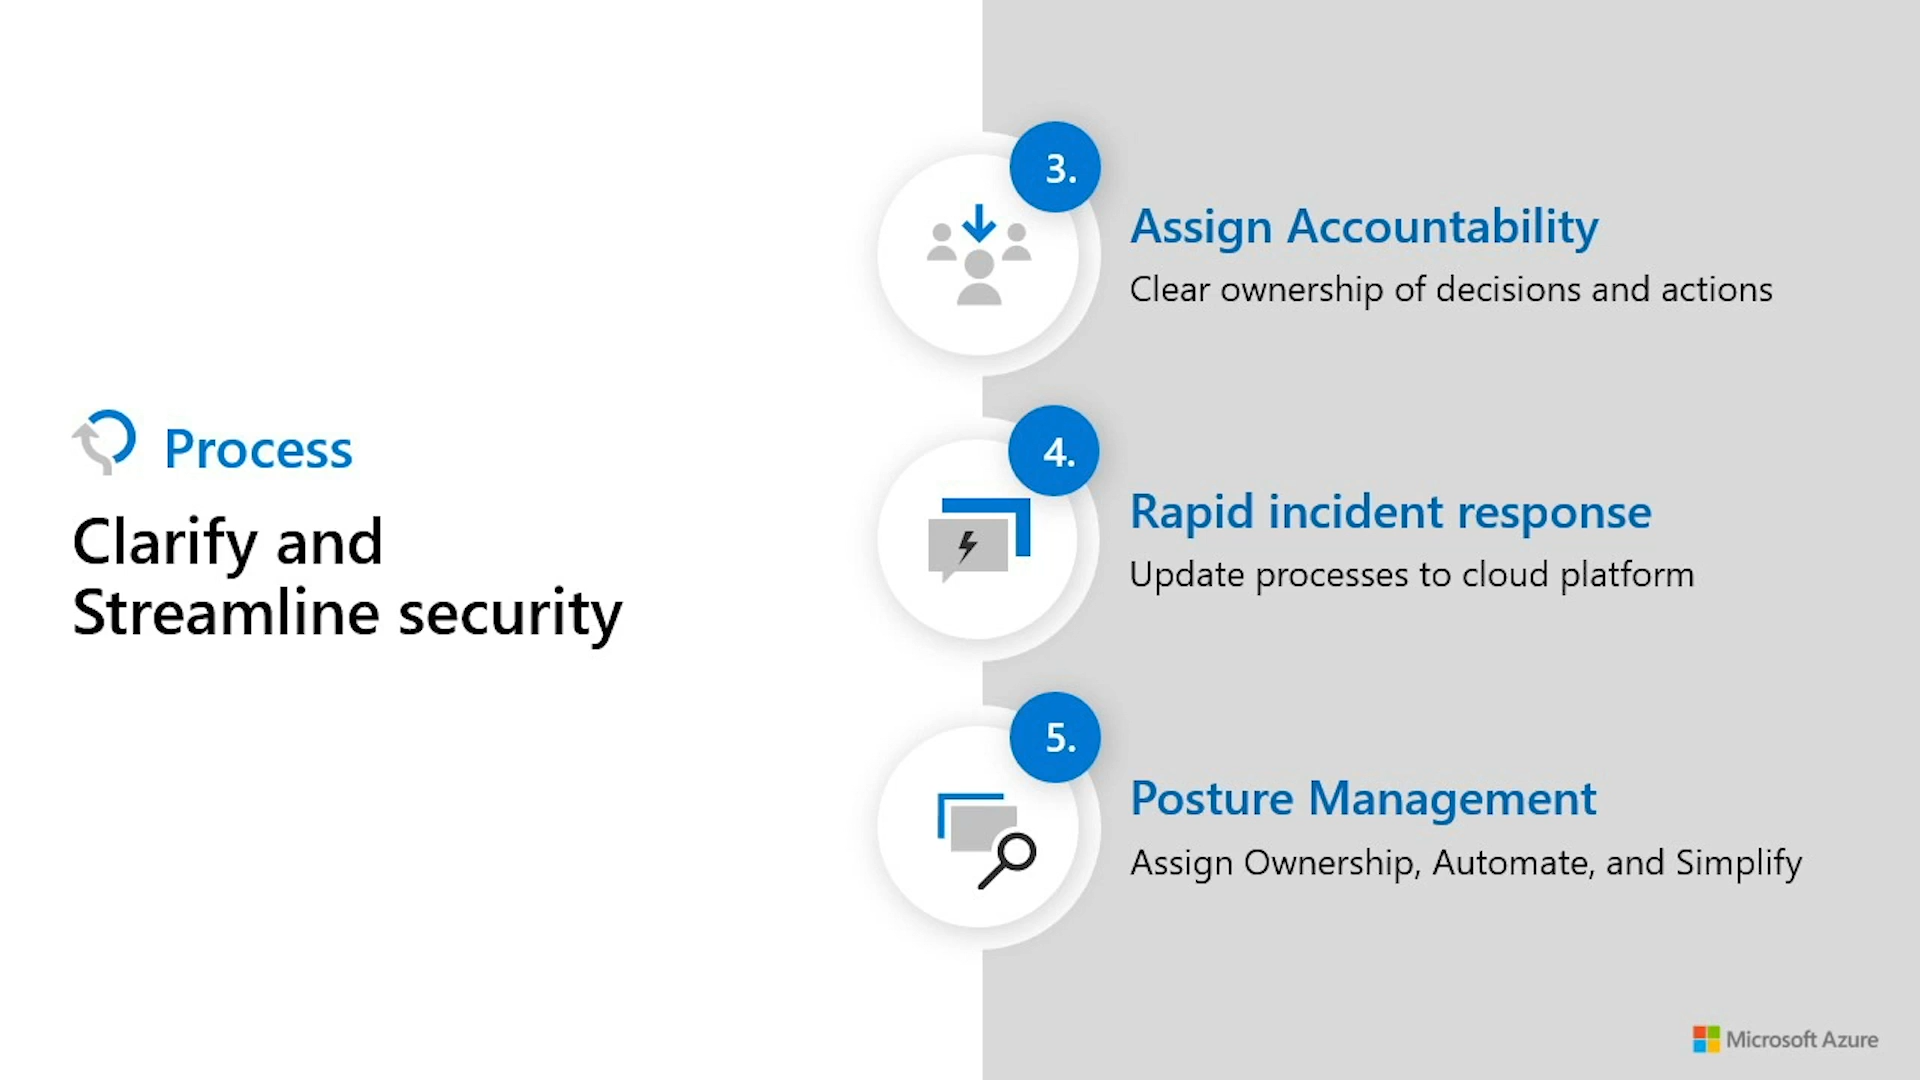 Process
Clarify and
Streamline security
3.
Assign Accountability
Clear ownership of decisions and actions
4.
Rapid incident response
Update processes to cloud platform
5.
Posture Management
Assign Ownership, Automate, and Simplify
Microsoft Azure